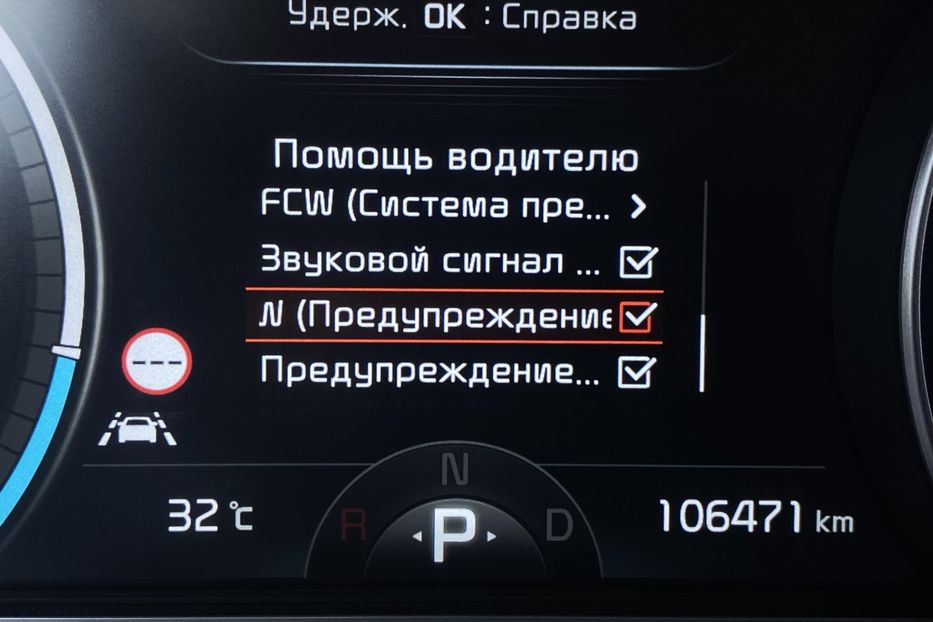 Удерж. OK : Справка
Помощь водителю
FCW (Система пре...
Звуковой сигнал ...
N (Предупреждение
Предупреждение...
---
N
32 °C
R P D
106471 km